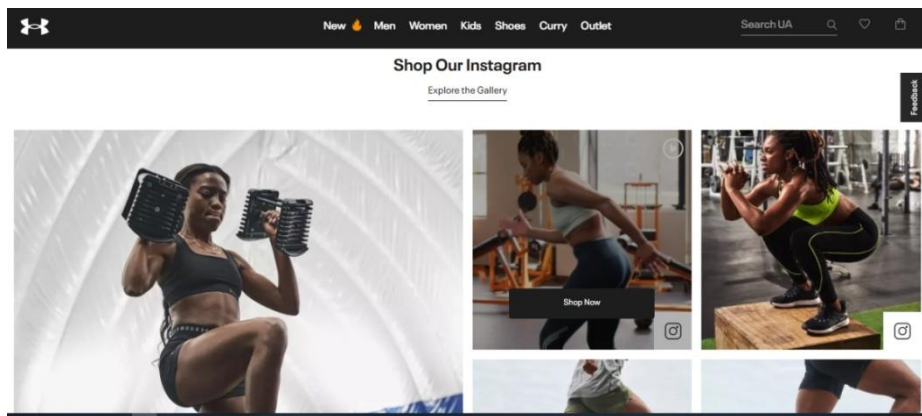 New 🔥 Men Women Kids Shoes Curry Outlet Search UA
Shop Our Instagram
Explore the Gallery
Feedback
Shop Now